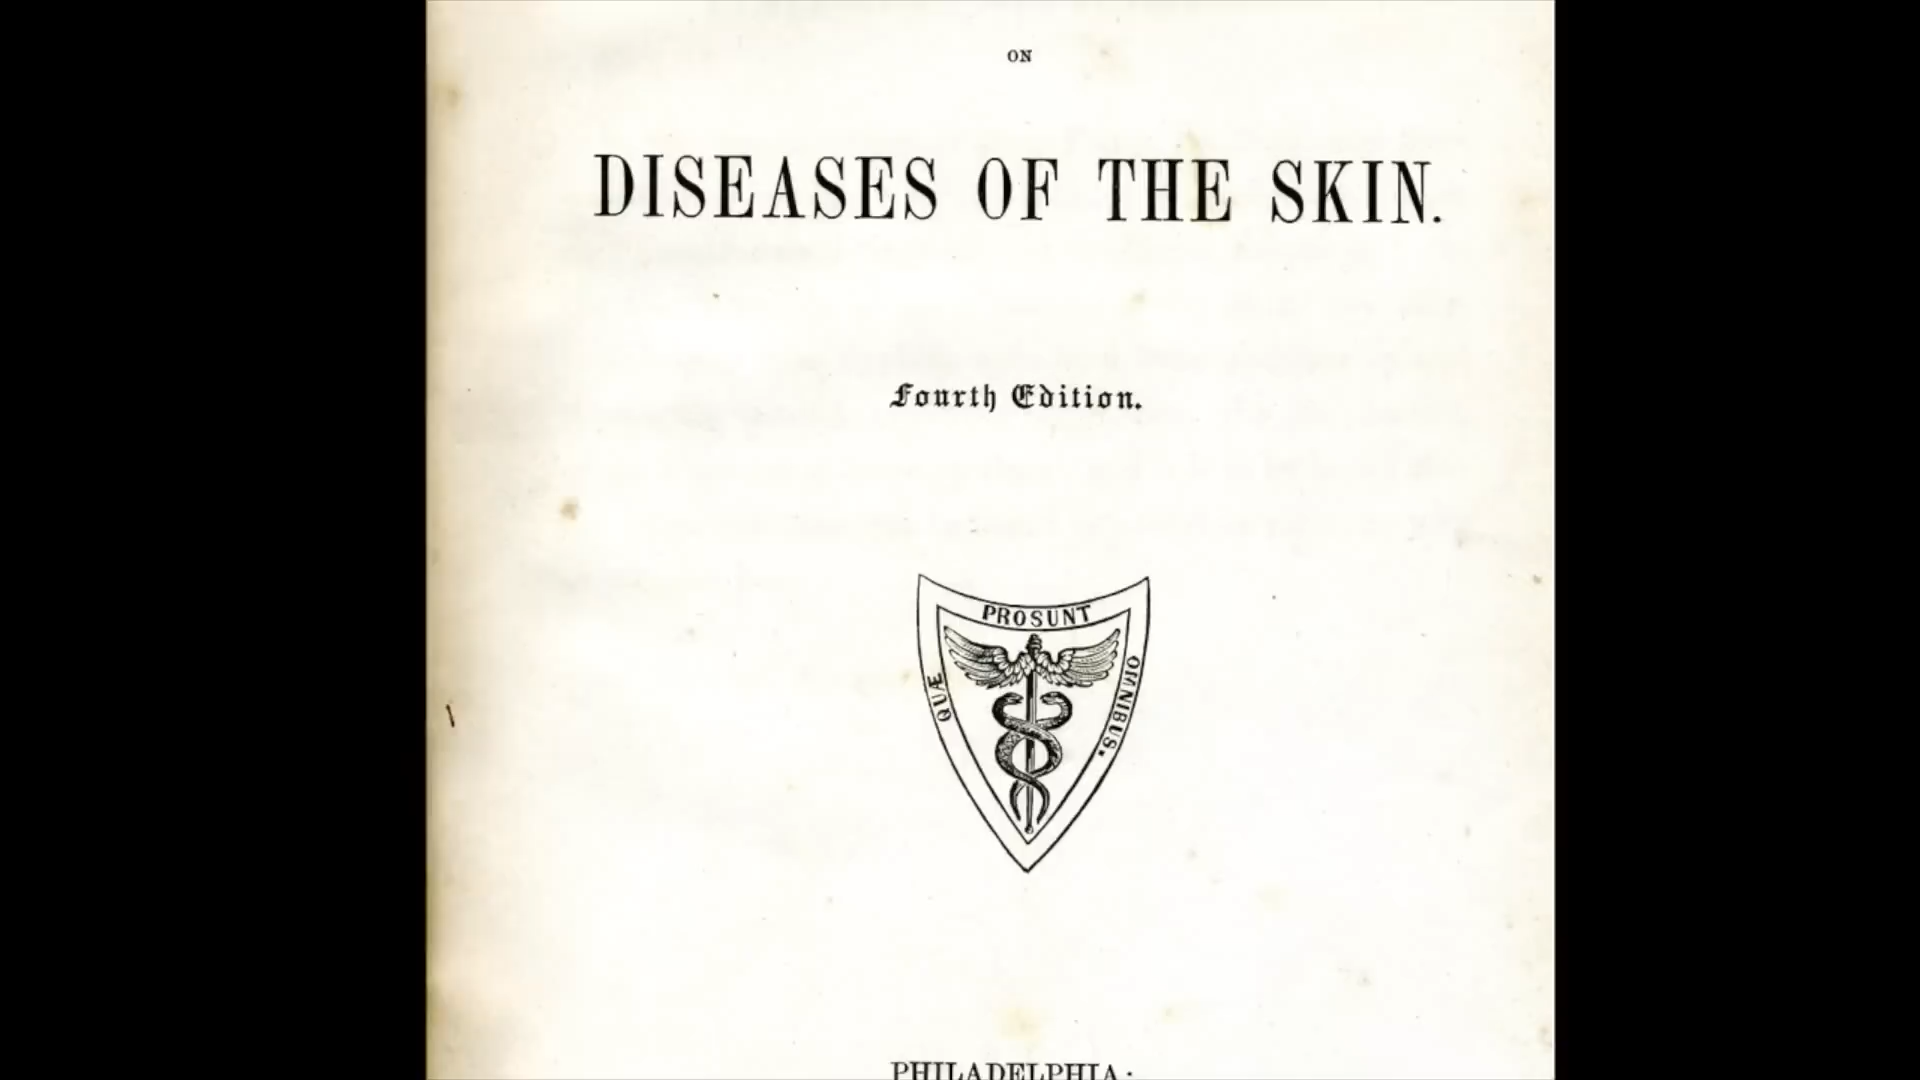 ON
DISEASES OF THE SKIN.
Fourth Edition.
QUÆ
PROSUNT
OMNIBUS.
PHILADELPHIA: